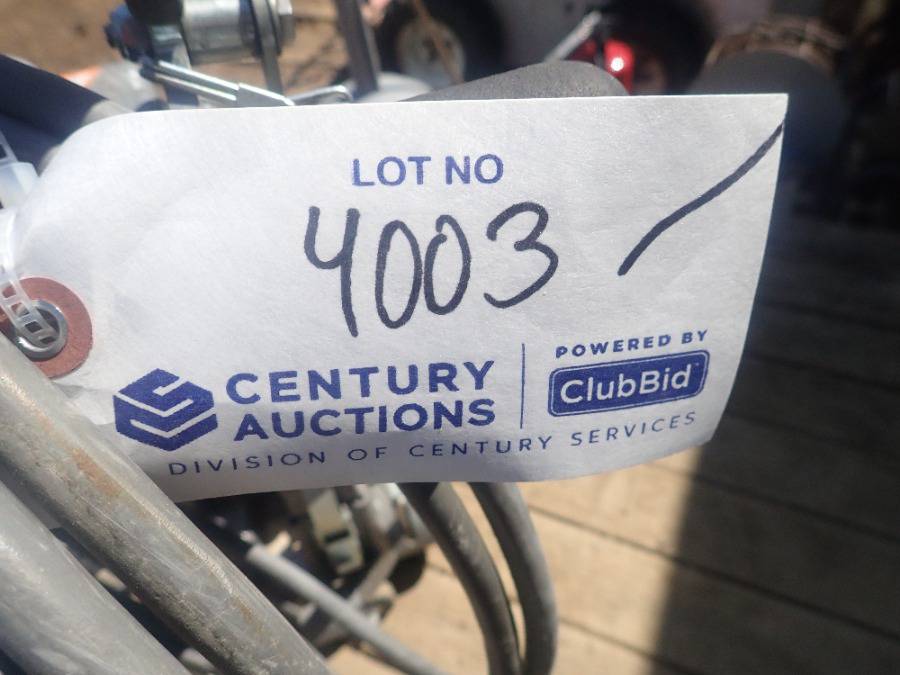 LOT NO
4003
CENTURY
AUCTIONS
POWERED BY
ClubBid
DIVISION OF CENTURY SERVICES